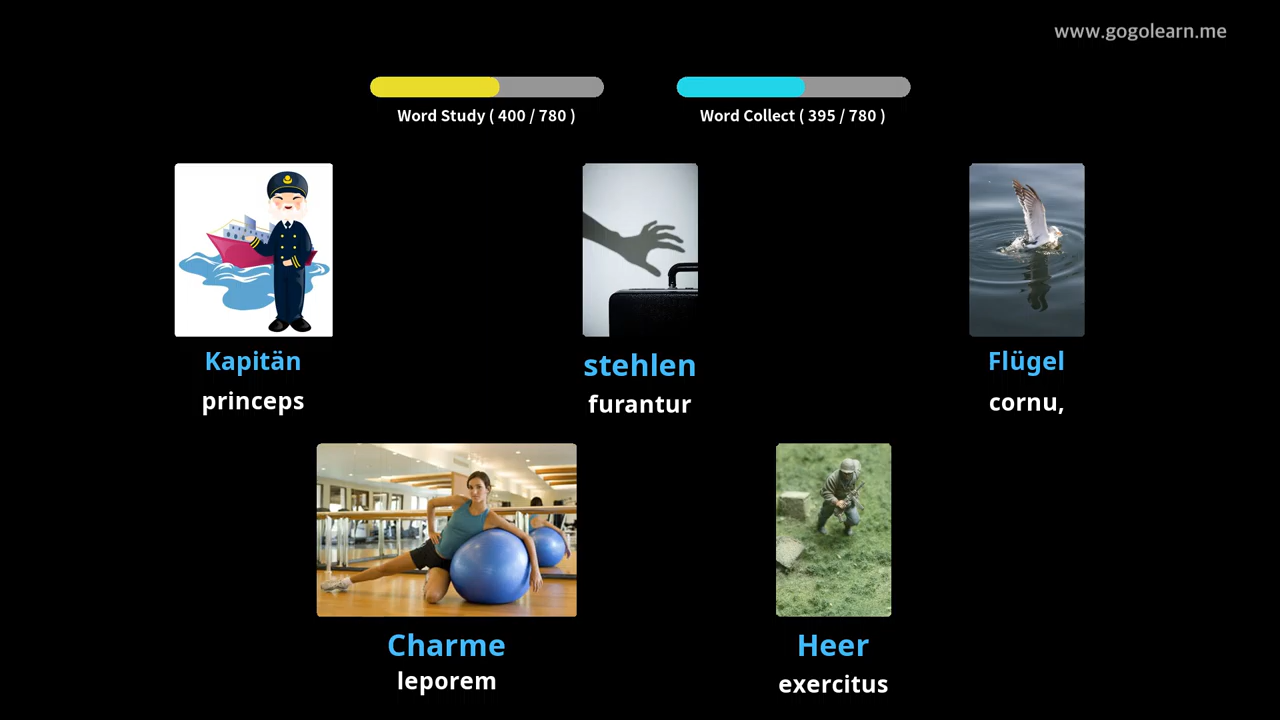 www.gogolearn.me
Word Study ( 400 / 780 )
Word Collect ( 395 / 780 )
Kapitän
princeps
stehlen
furantur
Flügel
cornu,
Charme
leporem
Heer
exercitus